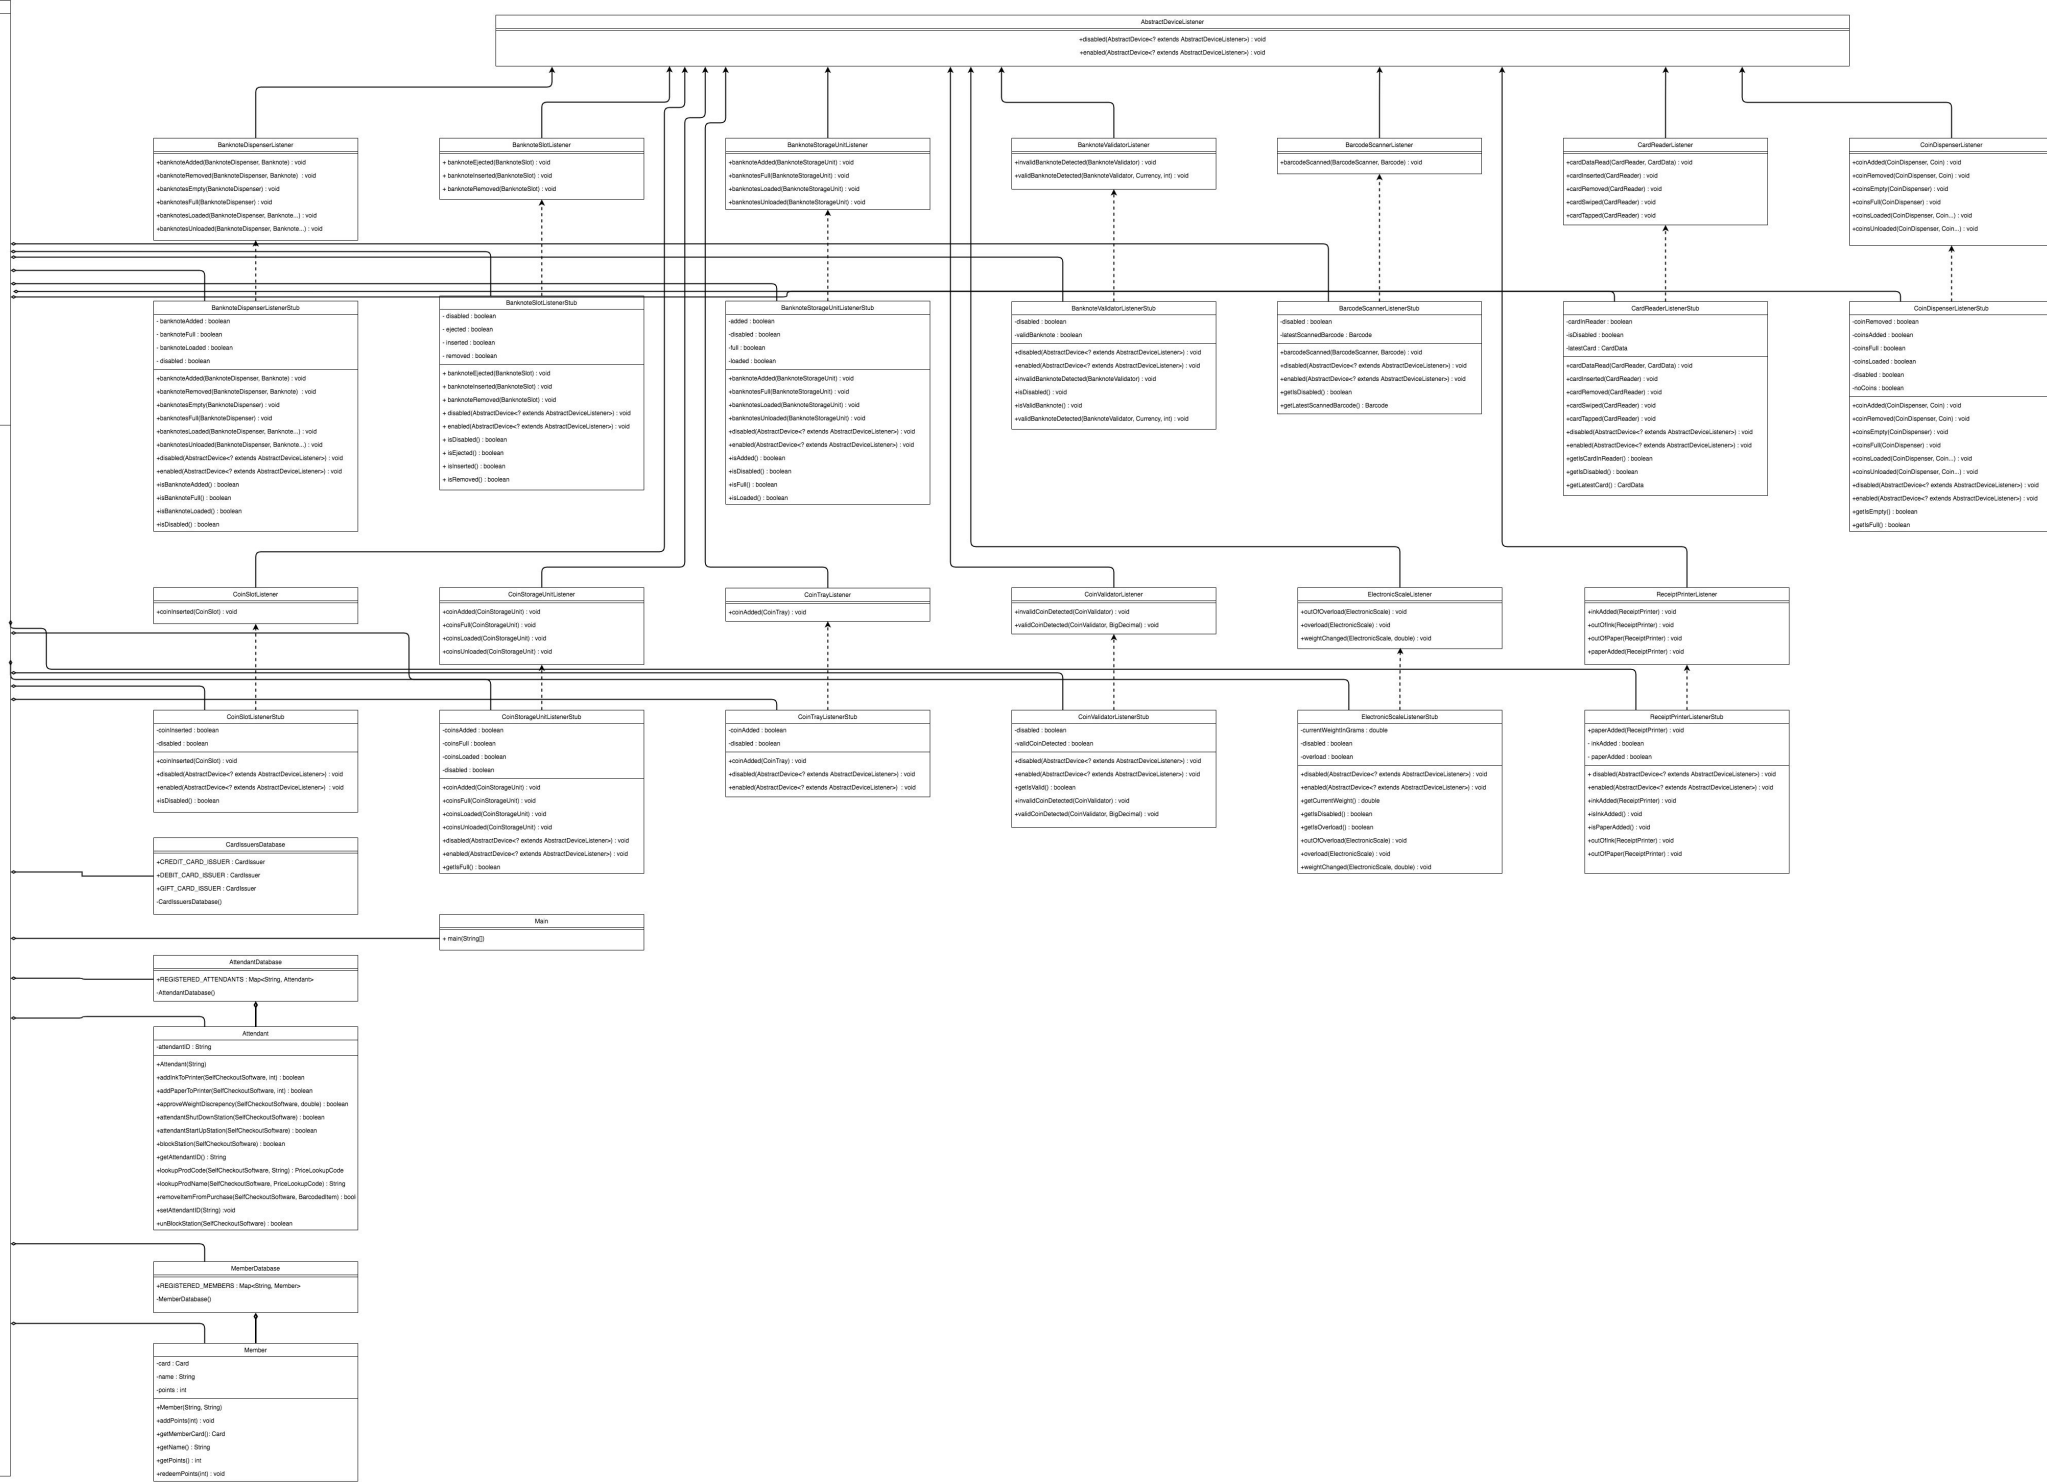 AbstractDeviceListener
+disabled(AbstractDevice<? extends AbstractDeviceListener>) : void
+enabled(AbstractDevice<? extends AbstractDeviceListener>) : void
BanknoteDispenserListener
+banknoteAdded(BanknoteDispenser, Banknote) : void
+banknoteRemoved(BanknoteDispenser, Banknote) : void
+banknotesEmpty(BanknoteDispenser) : void
+banknotesFull(BanknoteDispenser) : void
+banknotesLoaded(BanknoteDispenser, Banknote...) : void
+banknotesUnloaded(BanknoteDispenser, Banknote...) : void
BanknoteSlotListener
+ banknoteEjected(BanknoteSlot) : void
+ banknoteInserted(BanknoteSlot) : void
+ banknoteRemoved(BanknoteSlot) : void
BanknoteStorageUnitListener
+banknoteAdded(BanknoteStorageUnit) : void
+banknotesFull(BanknoteStorageUnit) : void
+banknotesLoaded(BanknoteStorageUnit) : void
+banknotesUnloaded(BanknoteStorageUnit) : void
BanknoteValidatorListener
+invalidBanknoteDetected(BanknoteValidator) : void
+validBanknoteDetected(BanknoteValidator, Currency, int) : void
BarcodeScannerListener
+barcodeScanned(BarcodeScanner, Barcode) : void
CardReaderListener
+cardDataRead(CardReader, CardData) : void
+cardInserted(CardReader) : void
+cardRemoved(CardReader) : void
+cardSwiped(CardReader) : void
+cardTapped(CardReader) : void
CoinDispenserListener
+coinAdded(CoinDispenser, Coin) : void
+coinRemoved(CoinDispenser, Coin) : void
+coinsEmpty(CoinDispenser) : void
+coinsFull(CoinDispenser) : void
+coinsLoaded(CoinDispenser, Coin...) : void
+coinsUnloaded(CoinDispenser, Coin...) : void
BanknoteDispenserListenerStub
- banknoteAdded : boolean
- banknoteFull : boolean
- banknoteLoaded : boolean
- disabled : boolean
+banknoteAdded(BanknoteDispenser, Banknote) : void
+banknoteRemoved(BanknoteDispenser, Banknote) : void
+banknotesEmpty(BanknoteDispenser) : void
+banknotesFull(BanknoteDispenser) : void
+banknotesLoaded(BanknoteDispenser, Banknote...) : void
+banknotesUnloaded(BanknoteDispenser, Banknote...) : void
+disabled(AbstractDevice<? extends AbstractDeviceListener>) : void
+enabled(AbstractDevice<? extends AbstractDeviceListener>) : void
+isBanknoteAdded() : boolean
+isBanknoteFull() : boolean
+isBanknoteLoaded() : boolean
+isDisabled() : boolean
BanknoteSlotListenerStub
- disabled : boolean
- ejected : boolean
- inserted : boolean
- removed : boolean
+ banknoteEjected(BanknoteSlot) : void
+ banknoteInserted(BanknoteSlot) : void
+ banknoteRemoved(BanknoteSlot) : void
+ disabled(AbstractDevice<? extends AbstractDeviceListener>) : void
+ enabled(AbstractDevice<? extends AbstractDeviceListener>) : void
+ isDisabled() : boolean
+ isEjected() : boolean
+ isInserted() : boolean
+ isRemoved() : boolean
BanknoteStorageUnitListenerStub
-added : boolean
-disabled : boolean
-full : boolean
-loaded : boolean
+banknoteAdded(BanknoteStorageUnit) : void
+banknotesFull(BanknoteStorageUnit) : void
+banknotesLoaded(BanknoteStorageUnit) : void
+banknotesUnloaded(BanknoteStorageUnit) : void
+disabled(AbstractDevice<? extends AbstractDeviceListener>) : void
+enabled(AbstractDevice<? extends AbstractDeviceListener>) : void
+isAdded() : boolean
+isDisabled() : boolean
+isFull() : boolean
+isLoaded() : boolean
BanknoteValidatorListenerStub
-disabled : boolean
-validBanknote : boolean
+disabled(AbstractDevice<? extends AbstractDeviceListener>) : void
+enabled(AbstractDevice<? extends AbstractDeviceListener>) : void
+invalidBanknoteDetected(BanknoteValidator) : void
+isDisabled() : void
+isValidBanknote() : void
+validBanknoteDetected(BanknoteValidator, Currency, int) : void
BarcodeScannerListenerStub
-disabled : boolean
-latestScannedBarcode : Barcode
+barcodeScanned(BarcodeScanner, Barcode) : void
+disabled(AbstractDevice<? extends AbstractDeviceListener>) : void
+enabled(AbstractDevice<? extends AbstractDeviceListener>) : void
+getIsDisabled() : boolean
+getLatestScannedBarcode() : Barcode
CardReaderListenerStub
-cardInReader : boolean
-isDisabled : boolean
-latestCard : CardData
+cardDataRead(CardReader, CardData) : void
+cardInserted(CardReader) : void
+cardRemoved(CardReader) : void
+cardSwiped(CardReader) : void
+cardTapped(CardReader) : void
+disabled(AbstractDevice<? extends AbstractDeviceListener>) : void
+enabled(AbstractDevice<? extends AbstractDeviceListener>) : void
+getIsCardInReader() : boolean
+getIsDisabled() : boolean
+getLatestCard() : CardData
CoinDispenserListenerStub
-coinRemoved : boolean
-coinsAdded : boolean
-coinsFull : boolean
-coinsLoaded : boolean
-disabled : boolean
-noCoins : boolean
+coinAdded(CoinDispenser, Coin) : void
+coinRemoved(CoinDispenser, Coin) : void
+coinsEmpty(CoinDispenser) : void
+coinsFull(CoinDispenser) : void
+coinsLoaded(CoinDispenser, Coin...) : void
+coinsUnloaded(CoinDispenser, Coin...) : void
+disabled(AbstractDevice<? extends AbstractDeviceListener>) : void
+enabled(AbstractDevice<? extends AbstractDeviceListener>) : void
+getIsEmpty() : boolean
+getIsFull() : boolean
CoinSlotListener
+coinInserted(CoinSlot) : void
CoinStorageUnitListener
+coinAdded(CoinStorageUnit) : void
+coinsFull(CoinStorageUnit) : void
+coinsLoaded(CoinStorageUnit) : void
+coinsUnloaded(CoinStorageUnit) : void
CoinTrayListener
+coinAdded(CoinTray) : void
CoinValidatorListener
+invalidCoinDetected(CoinValidator) : void
+validCoinDetected(CoinValidator, BigDecimal) : void
ElectronicScaleListener
+outOfOverload(ElectronicScale) : void
+overload(ElectronicScale) : void
+weightChanged(ElectronicScale, double) : void
ReceiptPrinterListener
+inkAdded(ReceiptPrinter) : void
+outOfInk(ReceiptPrinter) : void
+outOfPaper(ReceiptPrinter) : void
+paperAdded(ReceiptPrinter) : void
CoinSlotListenerStub
-coinInserted : boolean
-disabled : boolean
+coinInserted(CoinSlot) : void
+disabled(AbstractDevice<? extends AbstractDeviceListener>) : void
+enabled(AbstractDevice<? extends AbstractDeviceListener>) : void
+isDisabled() : boolean
CoinStorageUnitListenerStub
-coinsAdded : boolean
-coinsFull : boolean
-coinsLoaded : boolean
-disabled : boolean
+coinAdded(CoinStorageUnit) : void
+coinsFull(CoinStorageUnit) : void
+coinsLoaded(CoinStorageUnit) : void
+coinsUnloaded(CoinStorageUnit) : void
+disabled(AbstractDevice<? extends AbstractDeviceListener>) : void
+enabled(AbstractDevice<? extends AbstractDeviceListener>) : void
+getIsFull() : boolean
CoinTrayListenerStub
-coinAdded : boolean
-disabled : boolean
+coinAdded(CoinTray) : void
+disabled(AbstractDevice<? extends AbstractDeviceListener>) : void
+enabled(AbstractDevice<? extends AbstractDeviceListener>) : void
CoinValidatorListenerStub
-disabled : boolean
-validCoinDetected : boolean
+disabled(AbstractDevice<? extends AbstractDeviceListener>) : void
+enabled(AbstractDevice<? extends AbstractDeviceListener>) : void
+getIsValid() : boolean
+invalidCoinDetected(CoinValidator) : void
+validCoinDetected(CoinValidator, BigDecimal) : void
ElectronicScaleListenerStub
-currentWeightInGrams : double
-disabled : boolean
-overload : boolean
+disabled(AbstractDevice<? extends AbstractDeviceListener>) : void
+enabled(AbstractDevice<? extends AbstractDeviceListener>) : void
+getCurrentWeight() : double
+getIsDisabled() : boolean
+getIsOverload() : boolean
+outOfOverload(ElectronicScale) : void
+overload(ElectronicScale) : void
+weightChanged(ElectronicScale, double) : void
ReceiptPrinterListenerStub
+paperAdded(ReceiptPrinter) : void
- inkAdded : boolean
- paperAdded : boolean
+ disabled(AbstractDevice<? extends AbstractDeviceListener>) : void
+enabled(AbstractDevice<? extends AbstractDeviceListener>) : void
+inkAdded(ReceiptPrinter) : void
+isInkAdded() : void
+isPaperAdded() : void
+outOfInk(ReceiptPrinter) : void
+outOfPaper(ReceiptPrinter) : void
CardIssuersDatabase
+CREDIT_CARD_ISSUER : CardIssuer
+DEBIT_CARD_ISSUER : CardIssuer
+GIFT_CARD_ISSUER : CardIssuer
-CardIssuersDatabase()
Main
+ main(String[])
AttendantDatabase
+REGISTERED_ATTENDANTS : Map<String, Attendant>
-AttendantDatabase()
Attendant
-attendantID : String
+Attendant(String)
+addInkToPrinter(SelfCheckoutSoftware, int) : boolean
+addPaperToPrinter(SelfCheckoutSoftware, int) : boolean
+approveWeightDiscrepency(SelfCheckoutSoftware, double) : boolean
+attendantShutDownStation(SelfCheckoutSoftware) : boolean
+attendantStartUpStation(SelfCheckoutSoftware) : boolean
+blockStation(SelfCheckoutSoftware) : boolean
+getAttendantID() : String
+lookupProdCode(SelfCheckoutSoftware, String) : PriceLookupCode
+lookupProdName(SelfCheckoutSoftware, PriceLookupCode) : String
+removeItemFromPurchase(SelfCheckoutSoftware, BarcodedItem) : bool
+setAttendantID(String) :void
+unBlockStation(SelfCheckoutSoftware) : boolean
MemberDatabase
+REGISTERED_MEMBERS : Map<String, Member>
-MemberDatabase()
Member
-card : Card
-name : String
-points : int
+Member(String, String)
+addPoints(int) : void
+getMemberCard(): Card
+getName() : String
+getPoints() : int
+redeemPoints(int) : void